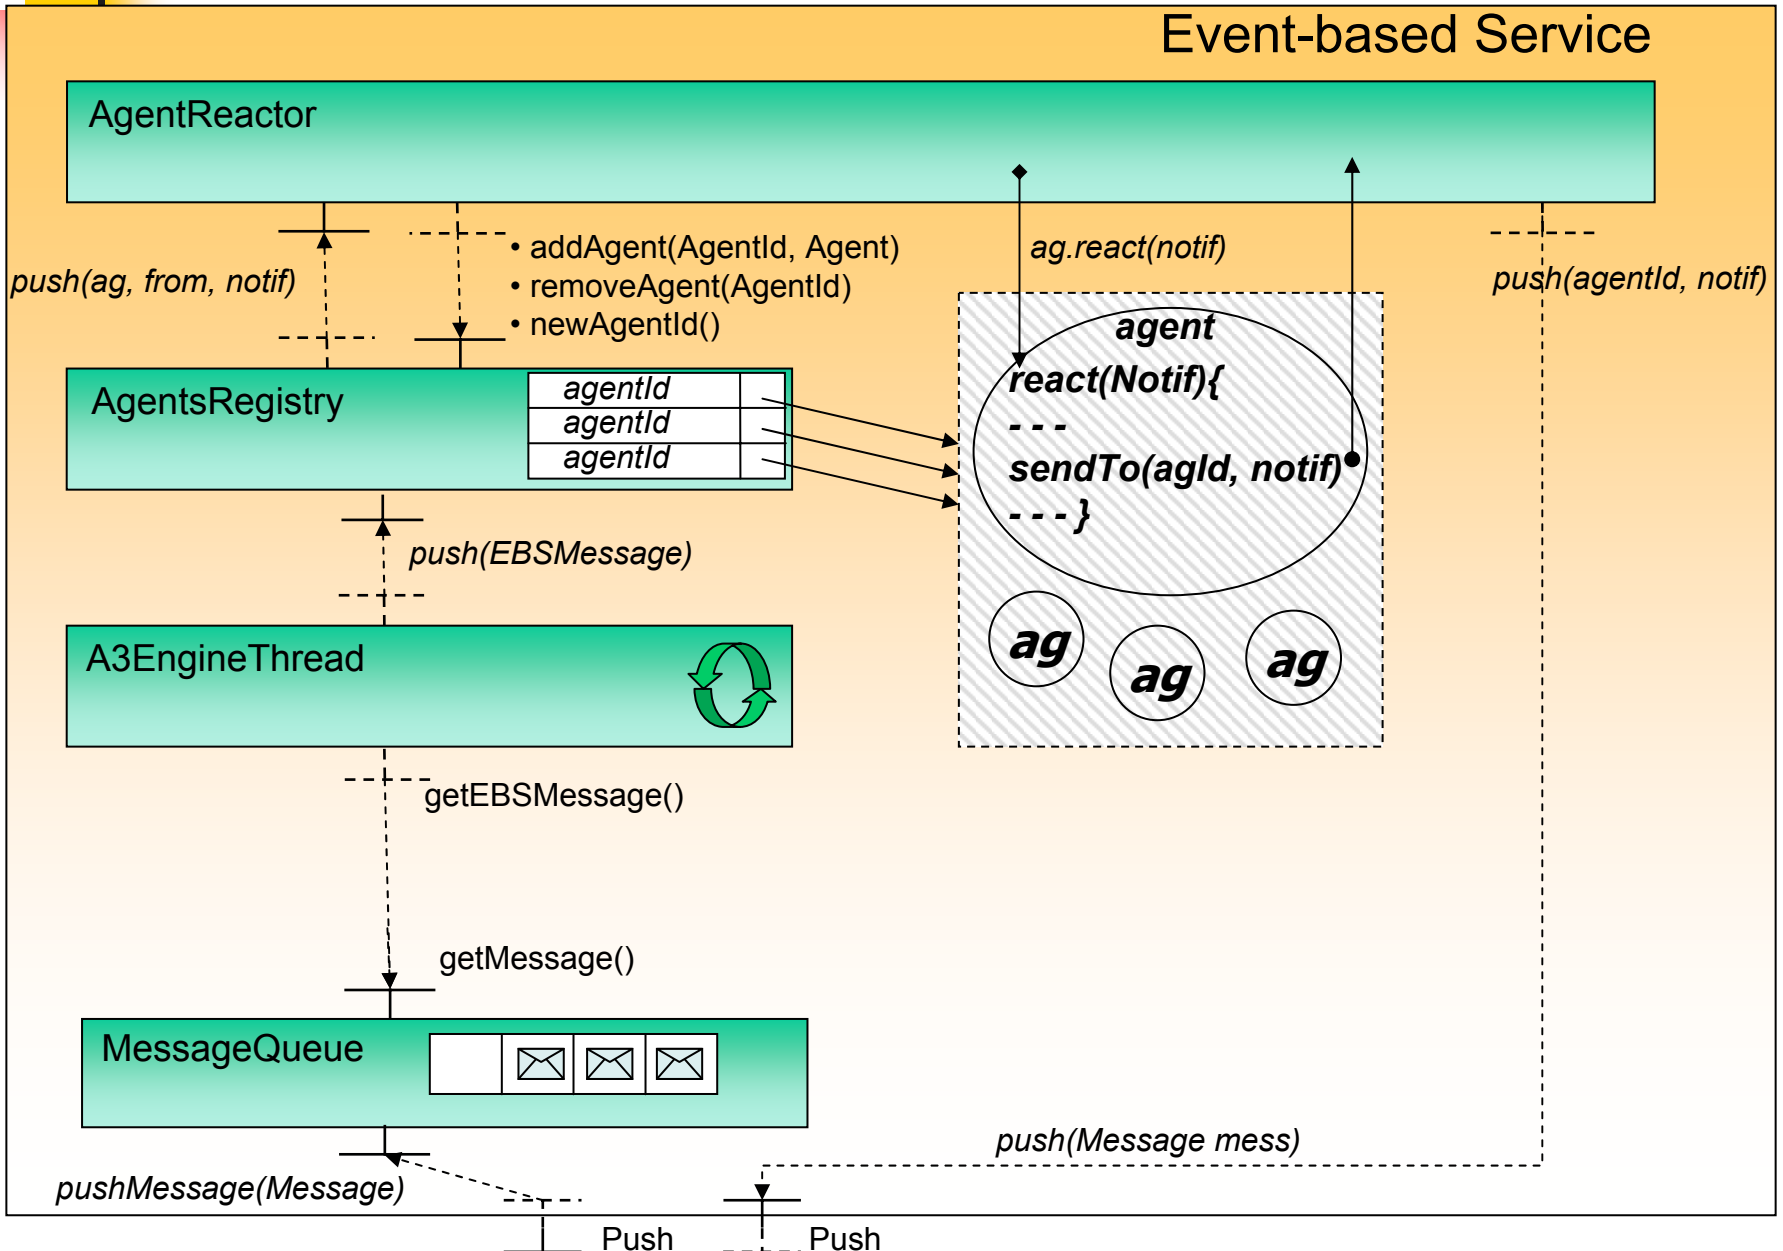 Event-based Service
AgentReactor
push(ag, from, notif)
• addAgent(AgentId, Agent)
• removeAgent(AgentId)
• newAgentId()
ag.react(notif)
push(agentId, notif)
AgentsRegistry
agentId
agentId
agentId
agent
react(Notif){
- - -
sendTo(agId, notif)
- - - }
ag
ag
ag
push(EBSMessage)
A3EngineThread
getEBSMessage()
getMessage()
MessageQueue
pushMessage(Message)
push(Message mess)
Push
Push